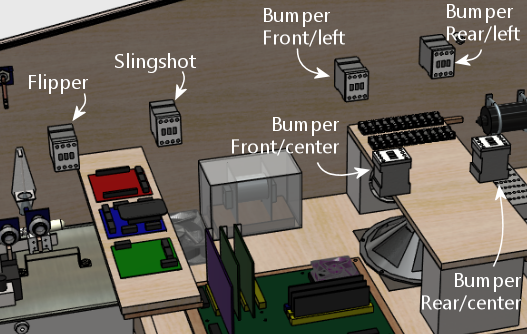 Flipper
Slingshot
Bumper
Front/left
Bumper
Rear/left
Bumper
Front/center
Bumper
Rear/center